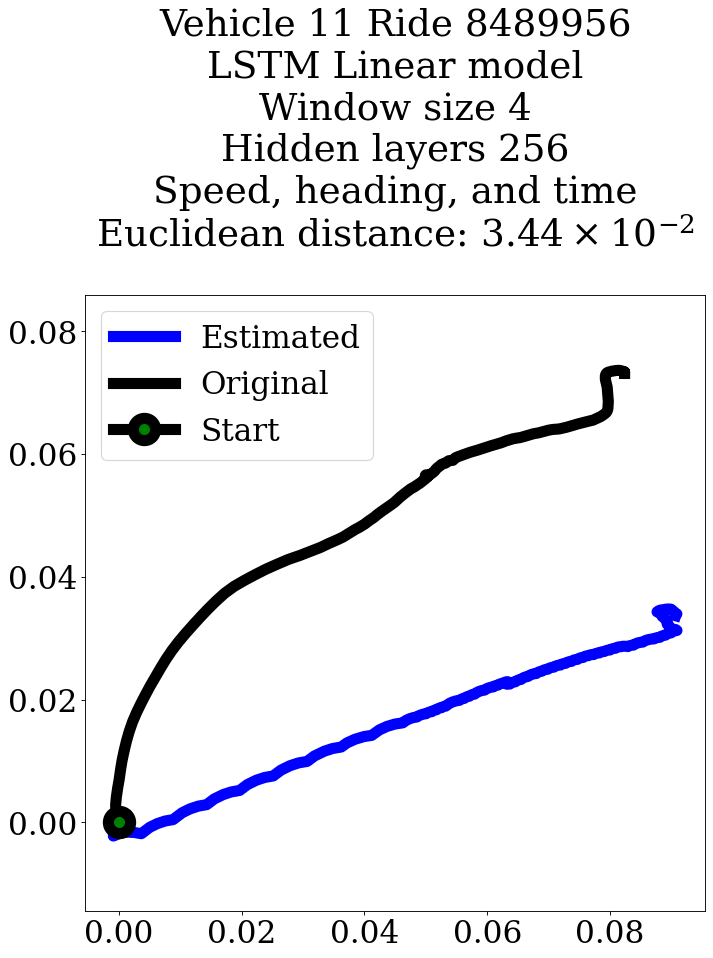 Vehicle 11 Ride 8489956
LSTM Linear model
Window size 4
Hidden layers 256
Speed, heading, and time
Euclidean distance: 3.44 × 10⁻²
Estimated
Original
Start
0.08
0.06
0.04
0.02
0.00
0.00 0.02 0.04 0.06 0.08